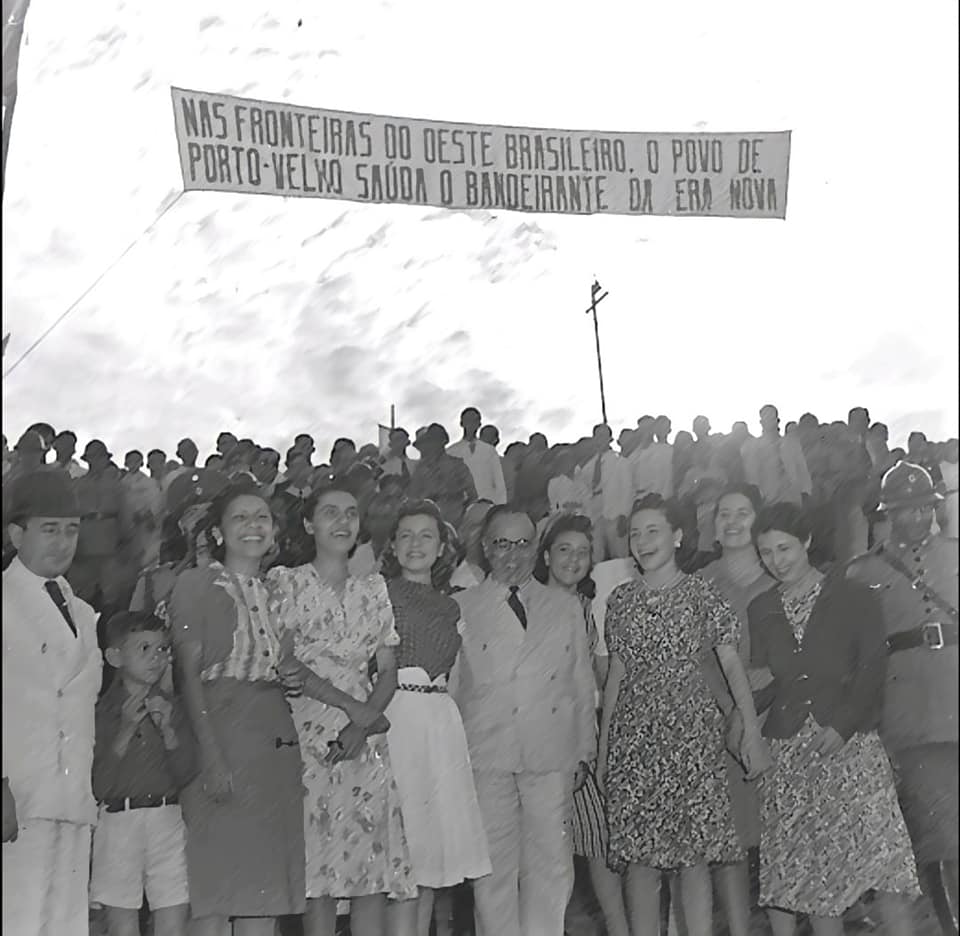 NAS FRONTEIRAS DO OESTE BRASILEIRO, O POVO DE
PORTO-VELHO SAÚDA O BANDEIRANTE DA ERA NOVA